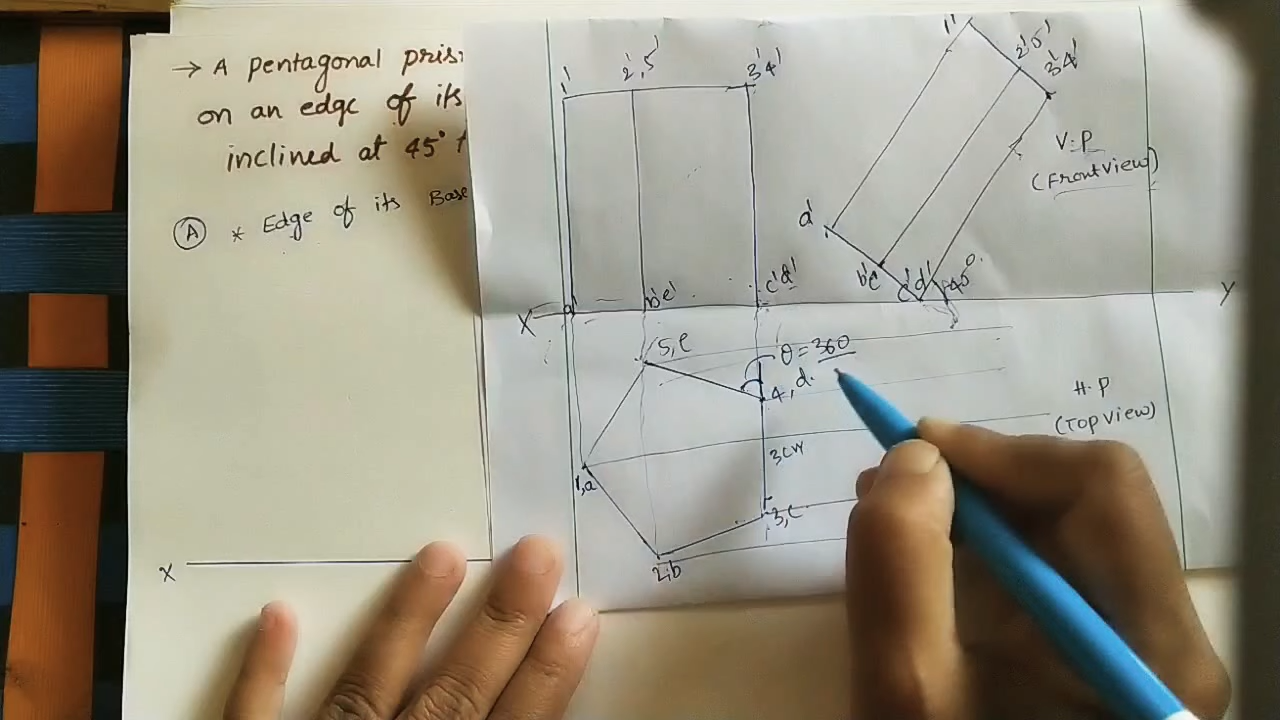 → A pentagonal pris
on an edge of its
inclined at 45° t
Ⓐ * Edge of its Base
1' 2',5' 3'4'
1' 2'5' 3'4'
V.P
(Front View)
a' b'e' c'd'
a' b'e c'd' 45°
X Y
5,e
θ = 360
4,d.
3cm
1,a
3,c
2,b
H.P
(Top View)
X